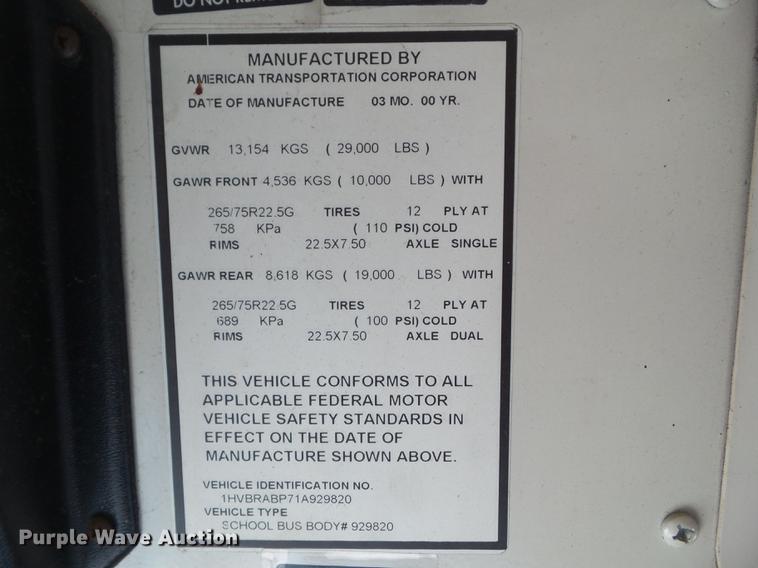 DO NOT
MANUFACTURED BY
AMERICAN TRANSPORTATION CORPORATION
DATE OF MANUFACTURE 03 MO. 00 YR.
GVWR 13,154 KGS ( 29,000 LBS )
GAWR FRONT 4,536 KGS ( 10,000 LBS ) WITH
265/75R22.5G TIRES 12 PLY AT
758 KPa ( 110 PSI) COLD
RIMS 22.5X7.50 AXLE SINGLE
GAWR REAR 8,618 KGS ( 19,000 LBS ) WITH
265/75R22.5G TIRES 12 PLY AT
689 KPa ( 100 PSI) COLD
RIMS 22.5X7.50 AXLE DUAL
THIS VEHICLE CONFORMS TO ALL
APPLICABLE FEDERAL MOTOR
VEHICLE SAFETY STANDARDS IN
EFFECT ON THE DATE OF
MANUFACTURE SHOWN ABOVE.
VEHICLE IDENTIFICATION NO.
1HVBRABP71A929820
VEHICLE TYPE
SCHOOL BUS BODY# 929820
Purple Wave Auction